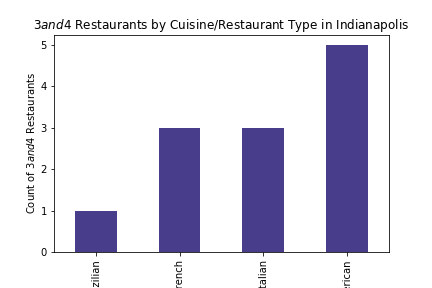 3and4 Restaurants by Cuisine/Restaurant Type in Indianapolis
Count of 3and4 Restaurants
5
4
3
2
1
0
zilian
rench
talian
erican